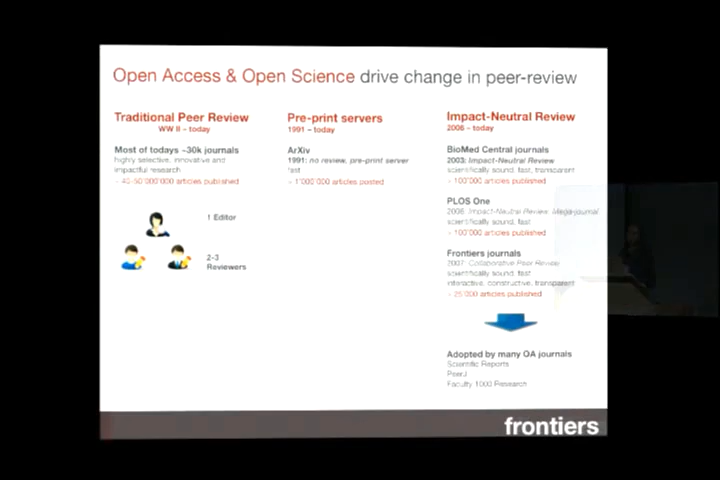 Open Access & Open Science drive change in peer-review
Traditional Peer Review
WW II – today
Most of todays ~30k journals
highly selective, innovative and
impactful research
~ 40-50'000'000 articles published
1 Editor
2-3
Reviewers
Pre-print servers
1991 – today
ArXiv
1991: no review, pre-print server
fast
~ 1'000'000 articles posted
Impact-Neutral Review
2006 – today
BioMed Central journals
2003: Impact-Neutral Review
scientifically sound, fast, transparent
~ 100'000 articles published
PLOS One
2006: Impact-Neutral Review, Mega-journal
scientifically sound, fast
~ 100'000 articles published
Frontiers journals
2007: Collaborative Peer Review
scientifically sound, fast
interactive, constructive, transparent
~ 25'000 articles published
Adopted by many OA journals
Scientific Reports
PeerJ
Faculty 1000 Research
frontiers